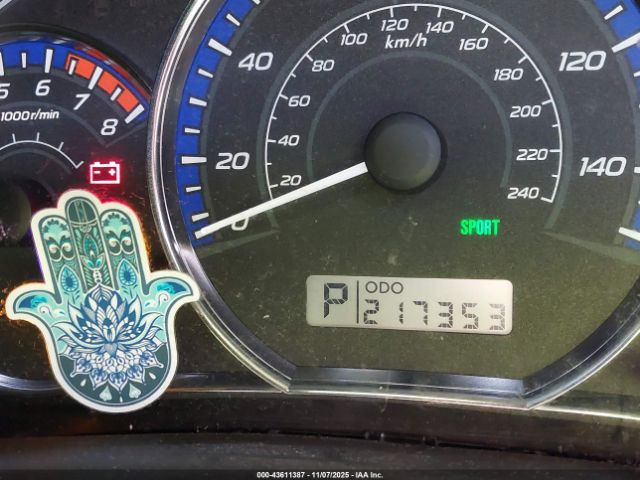 120 140
100 160
km/h
40 80 180 120
5 6 7 60 200
1000 r/min
8 40 220
20 20 240 140
0 SPORT
P ODO
217353
000-43611387 - 11/07/2025 - IAA Inc.